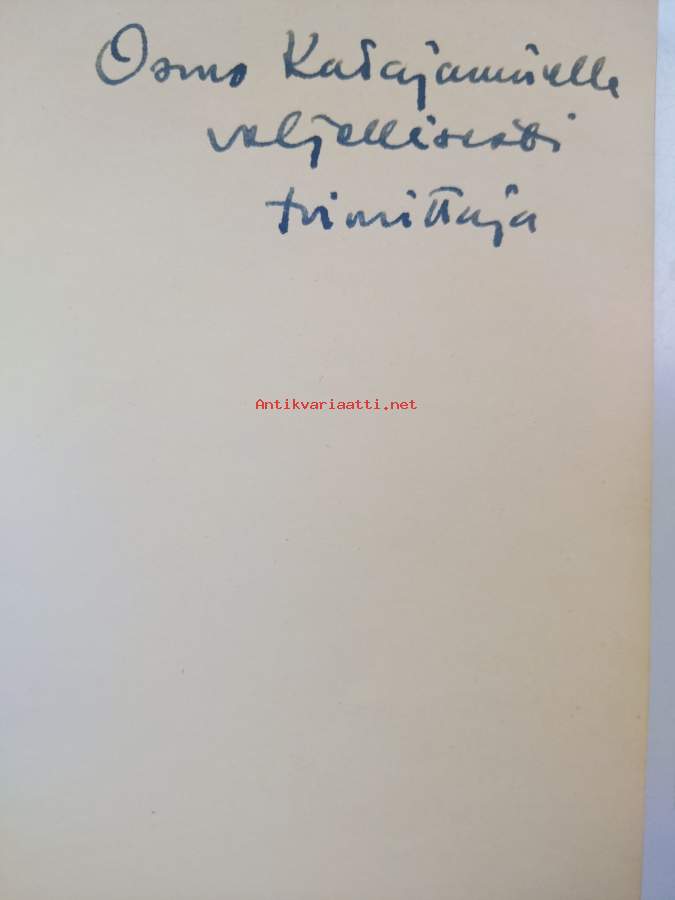 Osmo Katajamäelle
veljellisesti
toimittaja
Antikvariaatti.net